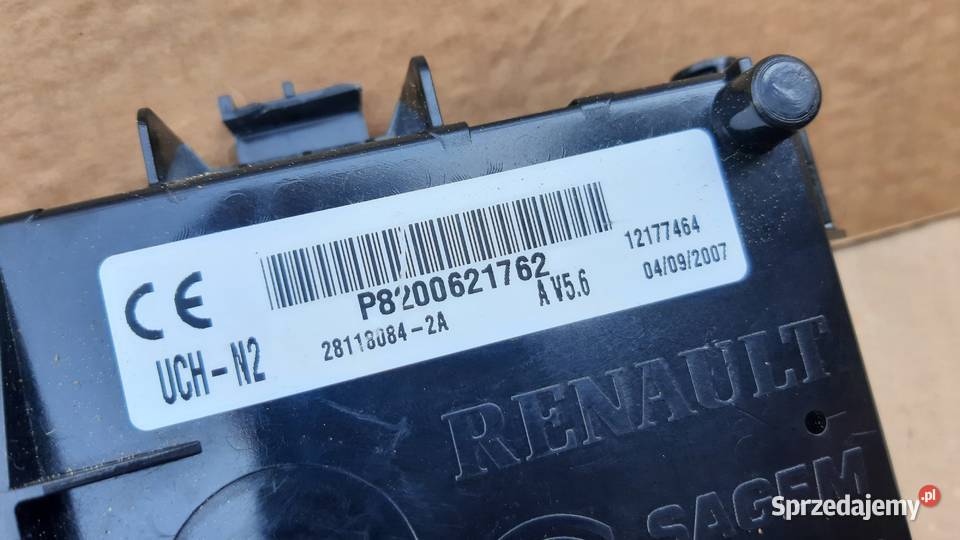 CE
P8200621762
12177464
UCH-N2
28118084-2A
A V5.6
04/09/2007
RENAULT
SAGEM
Sprzedajemy.pl